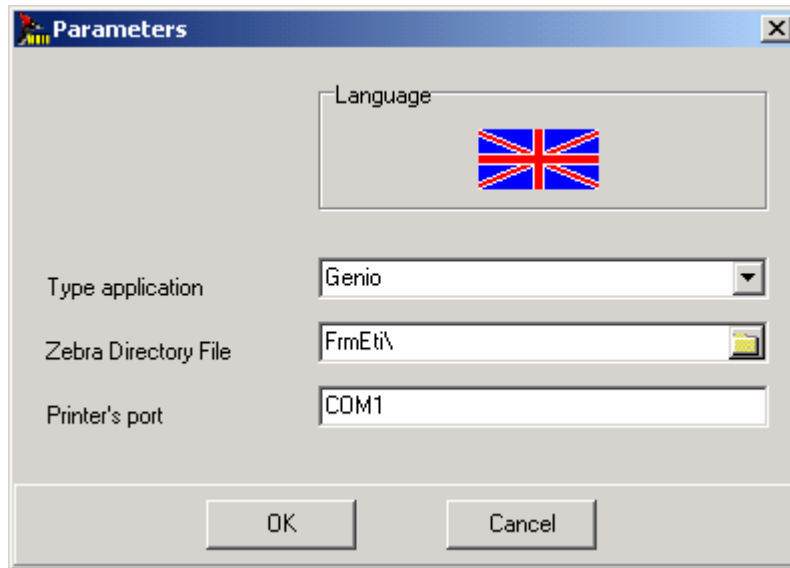 Parameters
Language
Type application
Genio
Zebra Directory File
FrmEti\
Printer's port
COM1
OK
Cancel